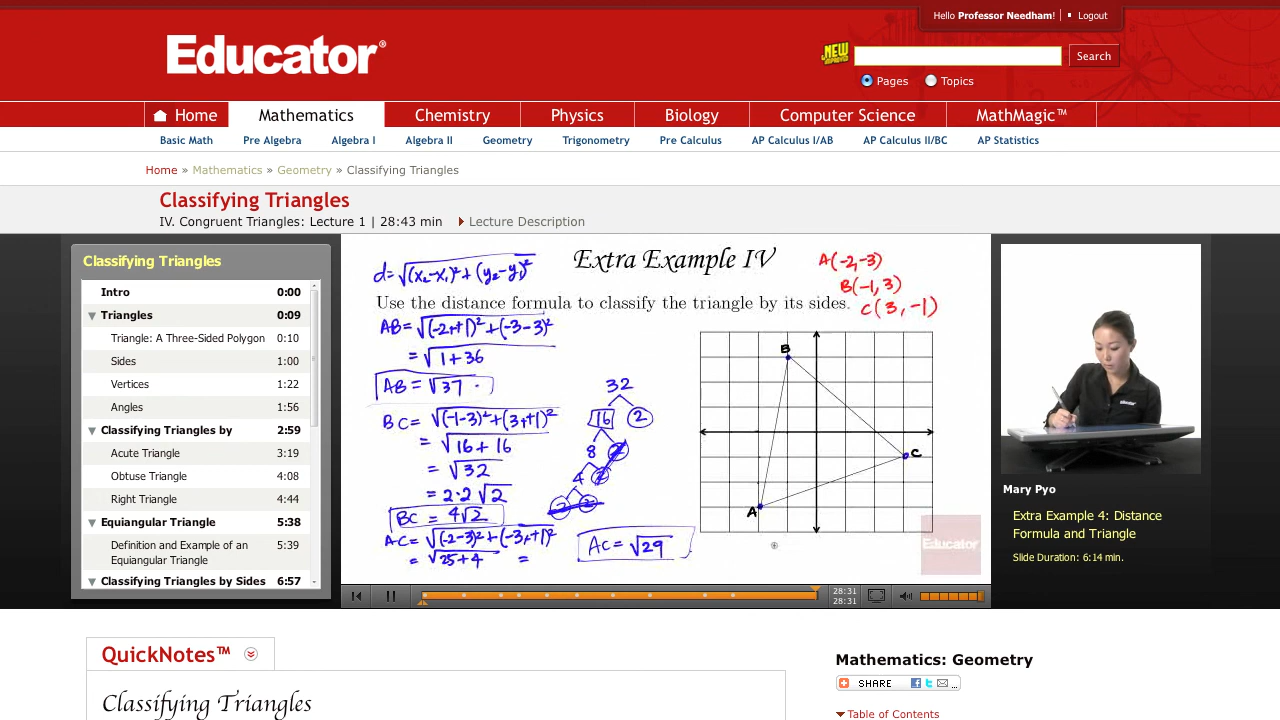 Hello Professor Needham! Logout
Educator®
NEW
Search
Pages Topics
Home Mathematics Chemistry Physics Biology Computer Science MathMagic™
Basic Math Pre Algebra Algebra I Algebra II Geometry Trigonometry Pre Calculus AP Calculus I/AB AP Calculus II/BC AP Statistics
Home » Mathematics » Geometry » Classifying Triangles
Classifying Triangles
IV. Congruent Triangles: Lecture 1 | 28:43 min Lecture Description
Classifying Triangles
Intro 0:00
Triangles 0:09
Triangle: A Three-Sided Polygon 0:10
Sides 1:00
Vertices 1:22
Angles 1:56
Classifying Triangles by 2:59
Acute Triangle 3:19
Obtuse Triangle 4:08
Right Triangle 4:44
Equiangular Triangle 5:38
Definition and Example of an 5:39
Equiangular Triangle
Classifying Triangles by Sides 6:57
Extra Example IV
d=√(x₂-x₁)²+(y₂-y₁)²
A(-2,-3)
B(-1,3)
C(3,-1)
Use the distance formula to classify the triangle by its sides.
AB=√(-2+1)²+(-3-3)²
=√1+36
AB=√37
BC=√(-1-3)²+(3+1)²
=√16+16
=√32
=2·2√2
BC=4√2
AC=√(-2-3)²+(-3+1)²
=√25+4 =
AC=√29
32
16 2
8 2
4 2
2 2
B
C
A
Educator
28:31
28:31
educator
Mary Pyo
Extra Example 4: Distance
Formula and Triangle
Slide Duration: 6:14 min.
QuickNotes™
Classifying Triangles
Mathematics: Geometry
SHARE ...
Table of Contents